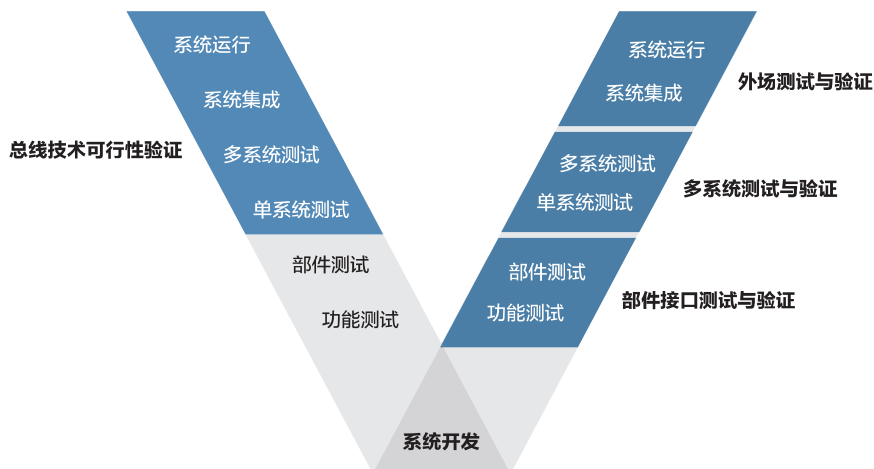 总线技术可行性验证
系统运行
系统集成
多系统测试
单系统测试
部件测试
功能测试
系统开发
系统运行
系统集成
外场测试与验证
多系统测试
单系统测试
多系统测试与验证
部件测试
功能测试
部件接口测试与验证